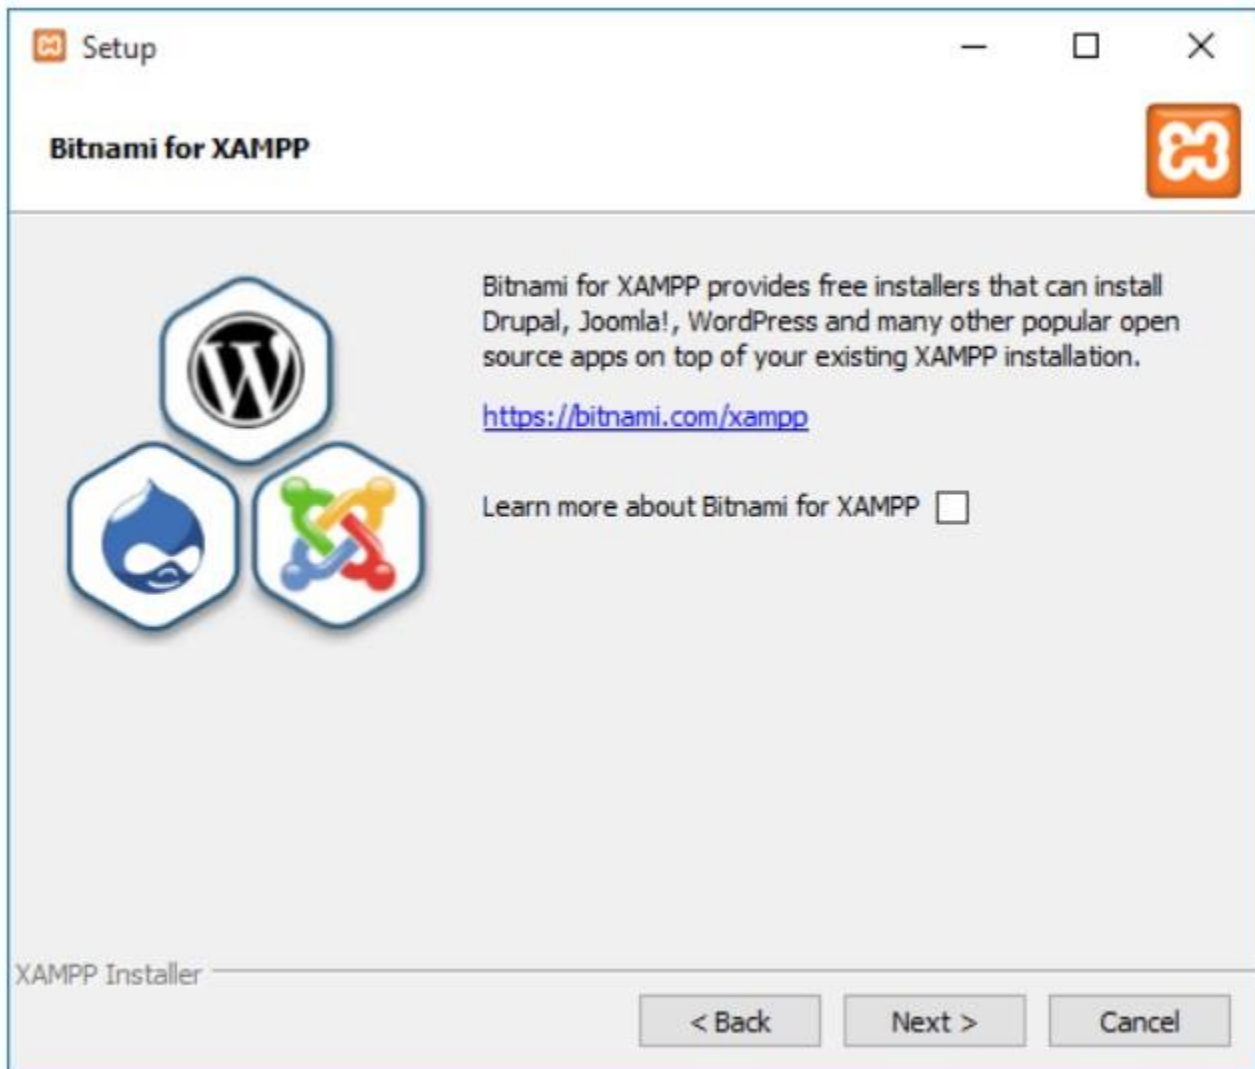 Setup
Bitnami for XAMPP
Bitnami for XAMPP provides free installers that can install
Drupal, Joomla!, WordPress and many other popular open
source apps on top of your existing XAMPP installation.
https://bitnami.com/xampp
Learn more about Bitnami for XAMPP
XAMPP Installer
< Back
Next >
Cancel